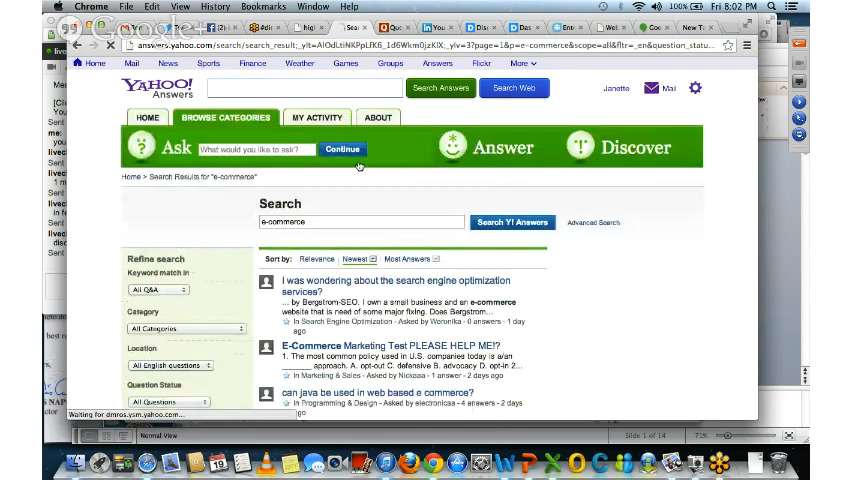 Chrome File Edit View History Bookmarks Window Help 100% Fri 8:02 PM
Google+
answers.yahoo.com/search/search_result;_ylt=AlOdLtiNKPpLfK6_1d6Wkm0jzKIX;_ylv=3?page=1&p=e-commerce&scope=all&fltr=_en&question_statu...
Home Mail News Sports Finance Weather Games Groups Answers Flickr More
YAHOO! ANSWERS Search Answers Search Web Janette Mail
HOME BROWSE CATEGORIES MY ACTIVITY ABOUT
Ask What would you like to ask? Continue Answer Discover
Home > Search Results for "e-commerce"
Search
e-commerce Search Y! Answers Advanced Search
Refine search
Keyword match in
All Q&A
Category
All Categories
Location
All English questions
Question Status
All Questions
Sort by: Relevance Newest Most Answers
I was wondering about the search engine optimization
services?
... by Bergstrom-SEO. I own a small business and an e-commerce
website that is need of some major fixing. Does Bergstrom...
In Search Engine Optimization - Asked by Weronika - 0 answers - 1 day
ago
E-Commerce Marketing Test PLEASE HELP ME!?
1. The most common policy used in U.S. companies today is a/an
_______ approach. A. opt-out C. defensive B. advocacy D. opt-in 2...
In Marketing & Sales - Asked by Nickaaa - 1 answer - 2 days ago
can java be used in web based e commerce?
In Programming & Design - Asked by electronicaa - 4 answers - 2 days
ago
Waiting for dmros.ysm.yahoo.com...
Normal View Slide 1 of 14 71%